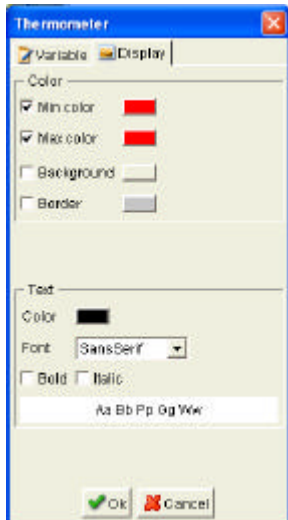 Thermometer
Variable Display
Color
Min color
Max color
Background
Border
Text
Color
Font SansSerif
Bold Italic
Aa Bb Pp Gg Ww
Ok Cancel